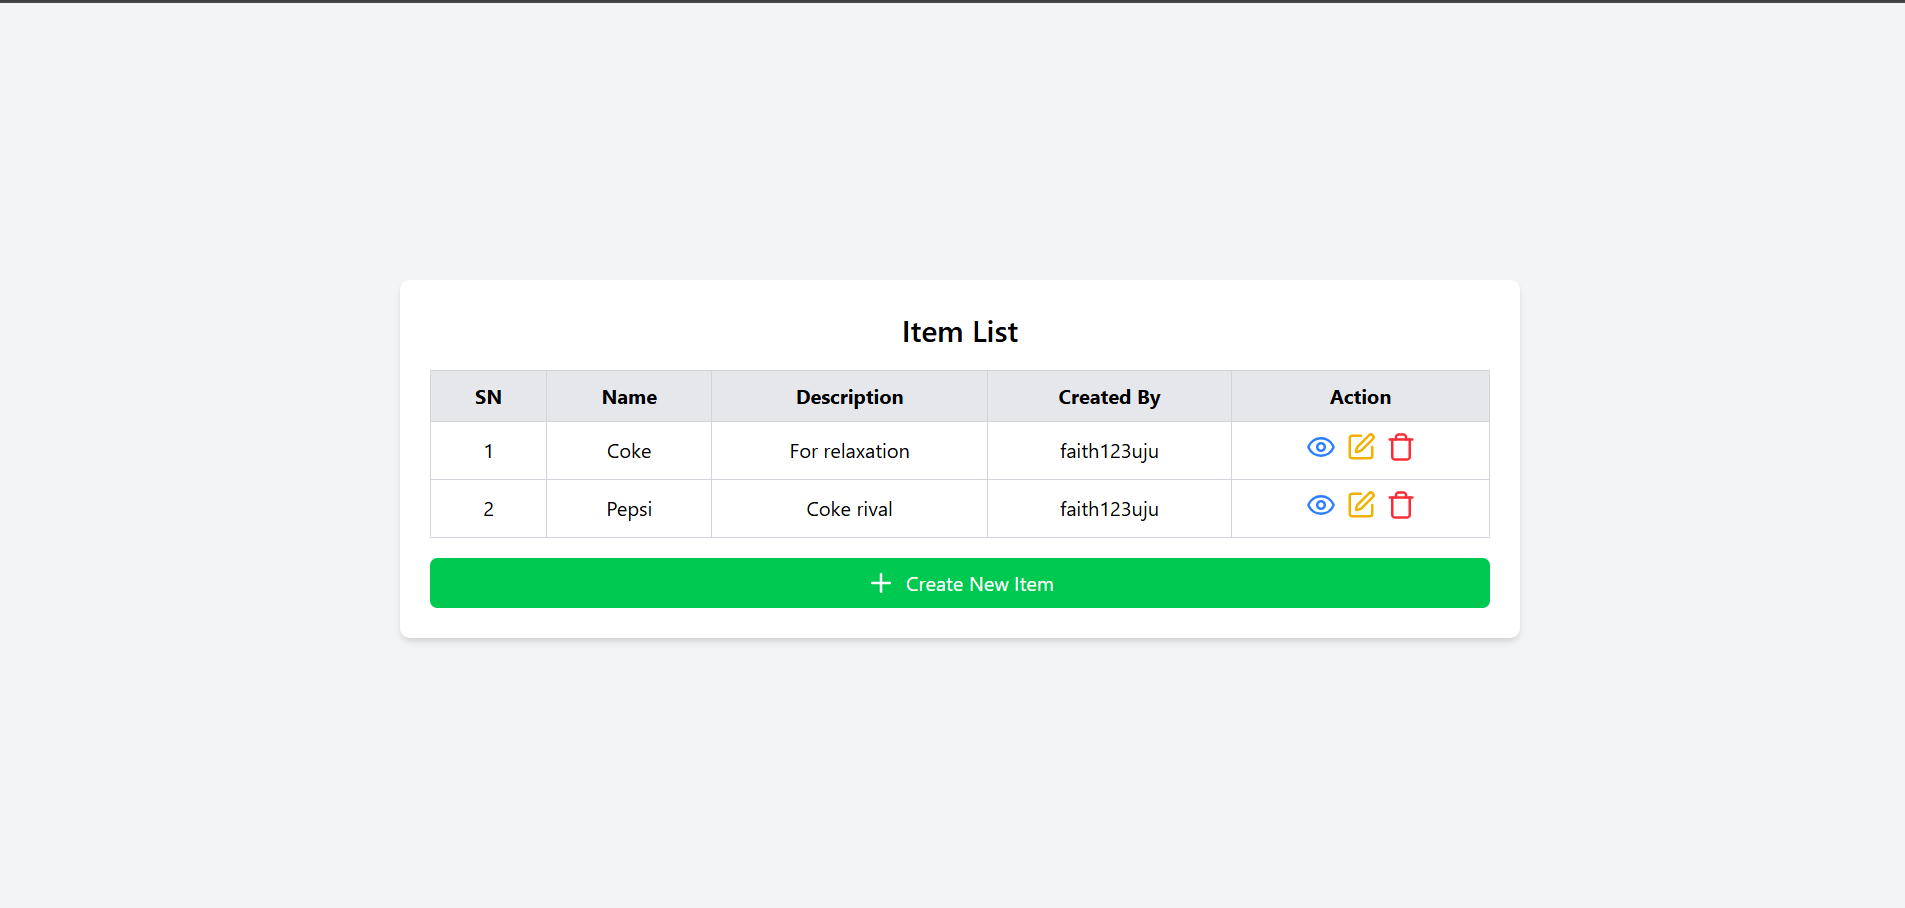 Item List
SN Name Description Created By Action
1 Coke For relaxation faith123uju
2 Pepsi Coke rival faith123uju
Create New Item